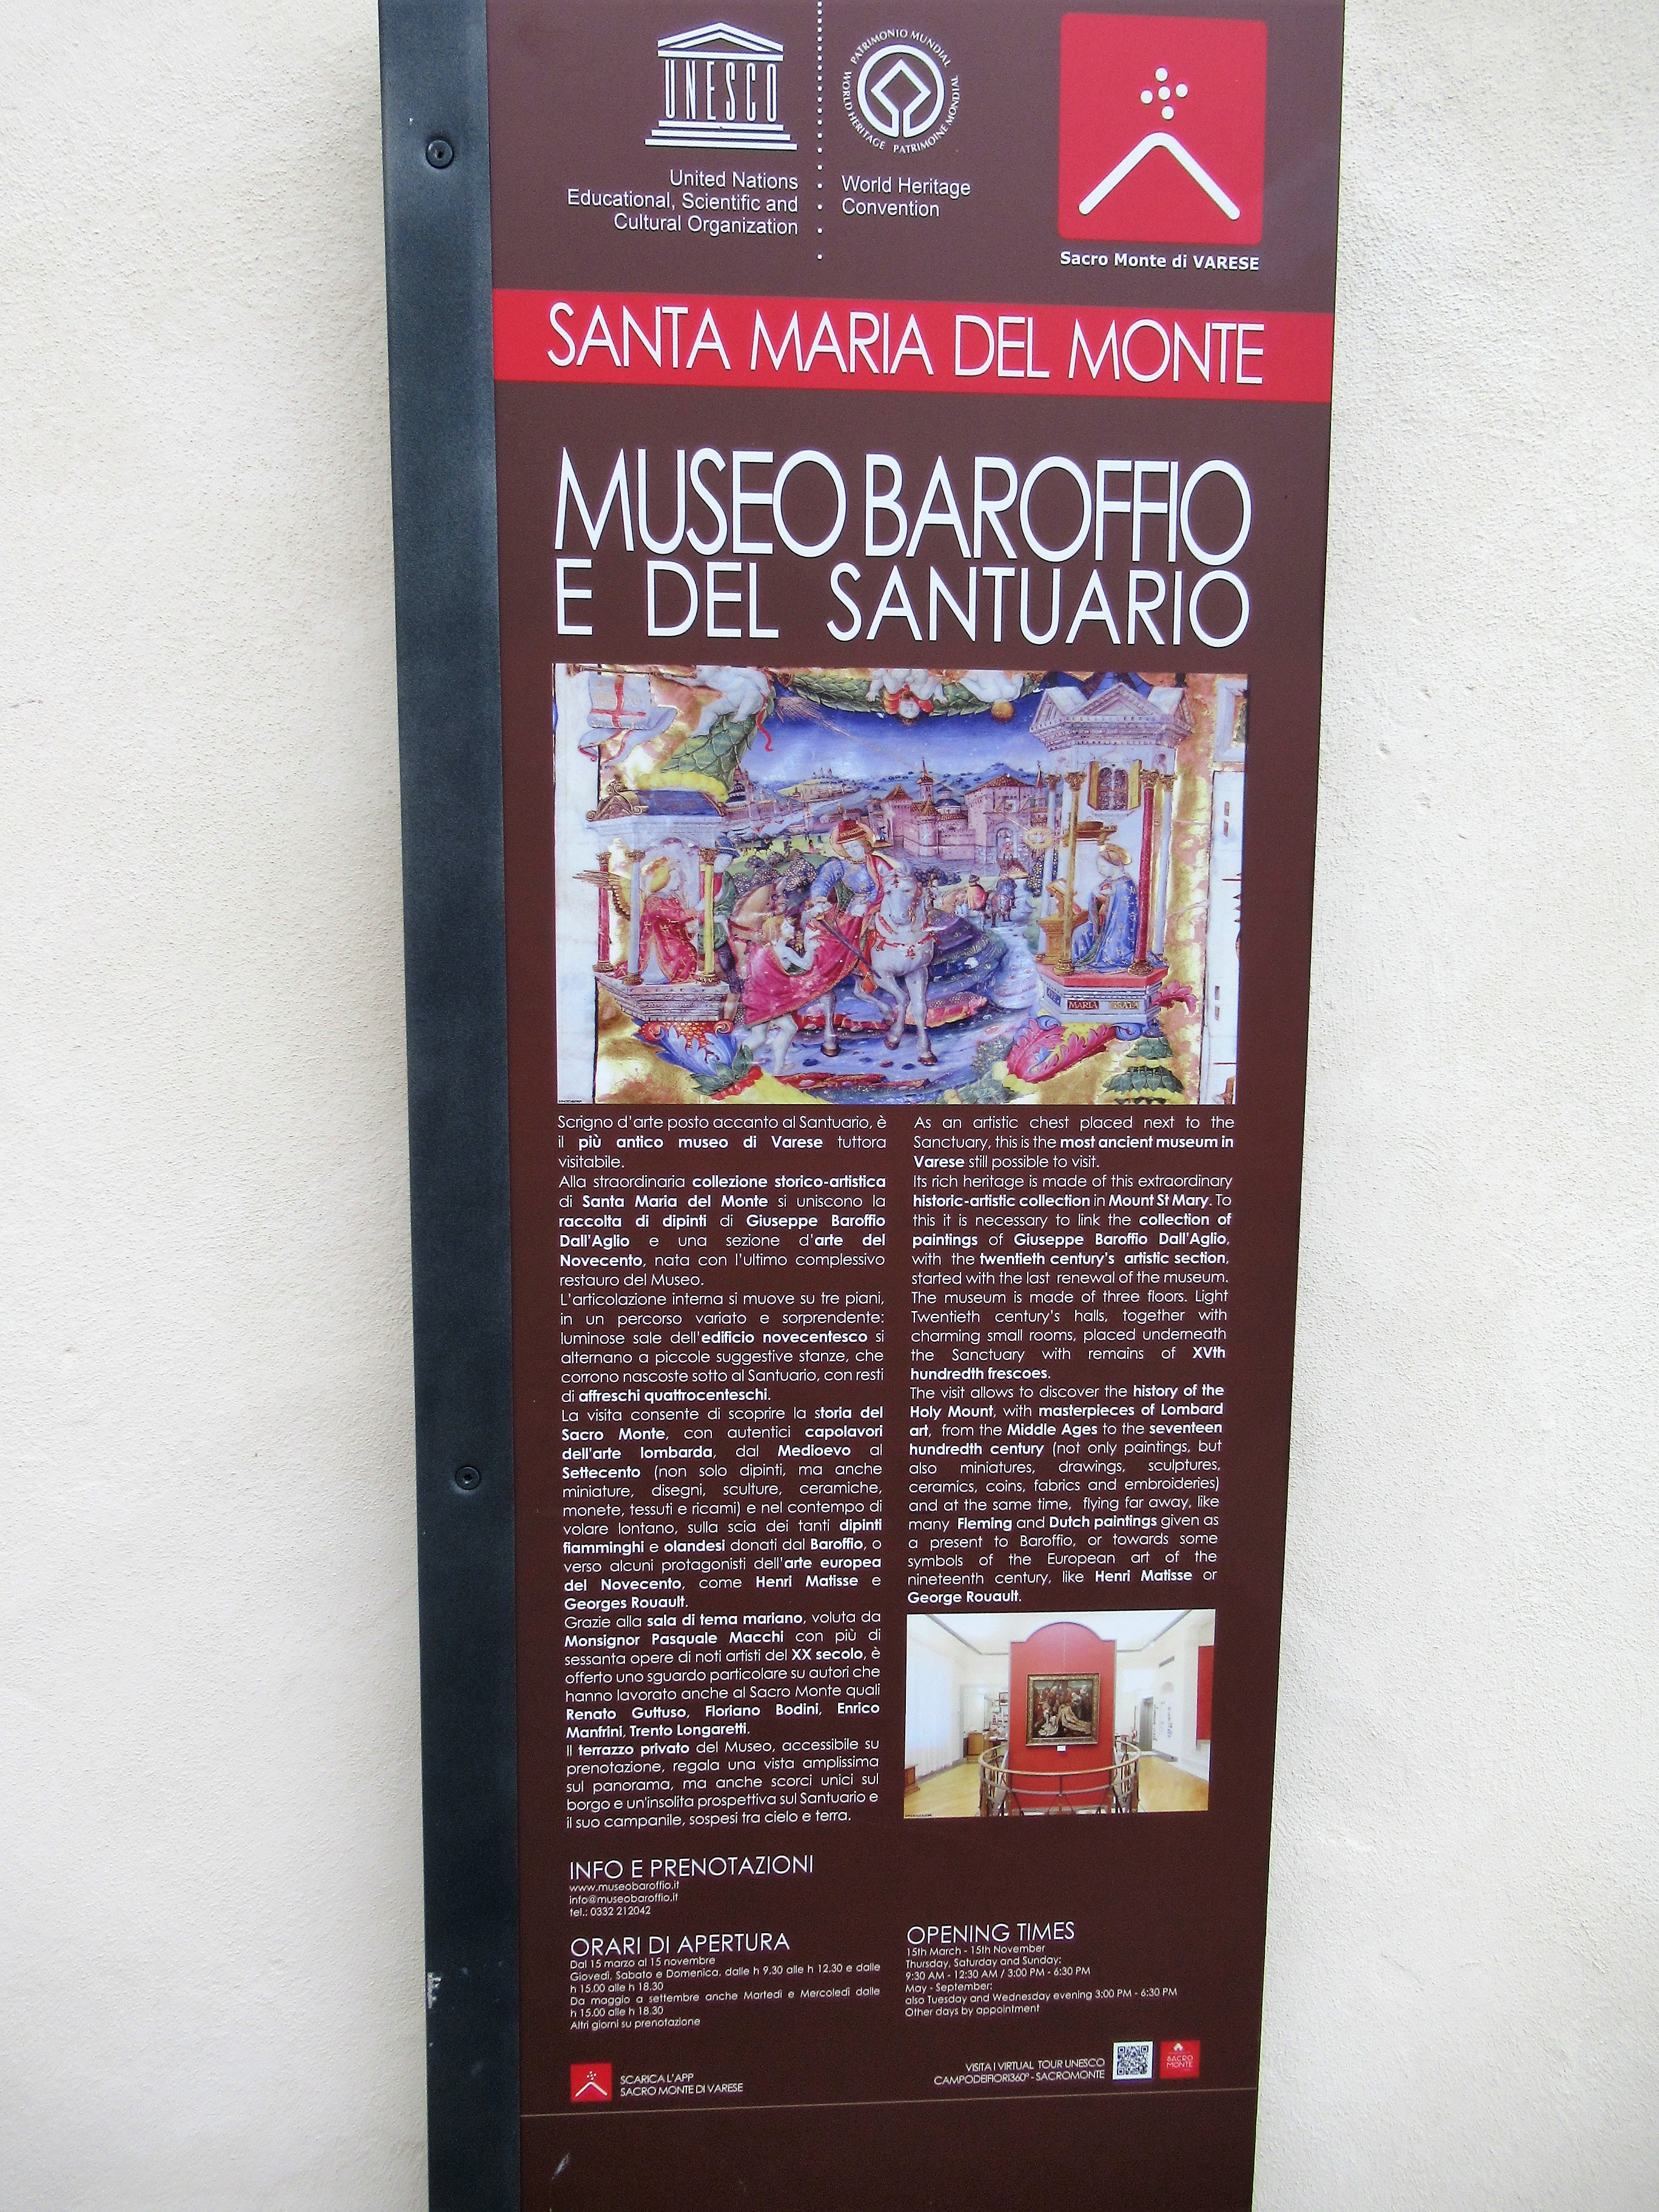 UNESCO
United Nations
Educational, Scientific and
Cultural Organization
PATRIMONIO MUNDIAL
WORLD HERITAGE
PATRIMOINE MONDIAL
World Heritage
Convention
Sacro Monte di VARESE
SANTA MARIA DEL MONTE
MUSEO BAROFFIO
E DEL SANTUARIO
MARIA
Scrigno d'arte posto accanto al Santuario, è
il più antico museo di Varese tuttora
visitabile.
Alla straordinaria collezione storico-artistica
di Santa Maria del Monte si uniscono la
raccolta di dipinti di Giuseppe Baroffio
Dall'Aglio e una sezione d'arte del
Novecento, nata con l'ultimo complessivo
restauro del Museo.
L'articolazione interna si muove su tre piani,
in un percorso variato e sorprendente:
luminose sale dell'edificio novecentesco si
alternano a piccole suggestive stanze, che
corrono nascoste sotto al Santuario, con resti
di affreschi quattrocenteschi.
La visita consente di scoprire la storia del
Sacro Monte, con autentici capolavori
dell'arte lombarda, dal Medioevo al
Settecento (non solo dipinti, ma anche
miniature, disegni, sculture, ceramiche,
monete, tessuti e ricami) e nel contempo di
volare lontano, sulla scia dei tanti dipinti
fiamminghi e olandesi donati dal Baroffio, o
verso alcuni protagonisti dell'arte europea
del Novecento, come Henri Matisse e
Georges Rouault.
Grazie alla sala di tema mariano, voluta da
Monsignor Pasquale Macchi con più di
sessanta opere di noti artisti del XX secolo, è
offerto uno sguardo particolare su autori che
hanno lavorato anche al Sacro Monte quali
Renato Guttuso, Floriano Bodini, Enrico
Manfrini, Trento Longaretti.
Il terrazzo privato del Museo, accessibile su
prenotazione, regala una vista amplissima
sul panorama, ma anche scorci unici sul
borgo e un'insolita prospettiva sul Santuario e
il suo campanile, sospesi tra cielo e terra.
As an artistic chest placed next to the
Sanctuary, this is the most ancient museum in
Varese still possible to visit.
Its rich heritage is made of this extraordinary
historic-artistic collection in Mount St Mary. To
this it is necessary to link the collection of
paintings of Giuseppe Baroffio Dall'Aglio,
with the twentieth century's artistic section,
started with the last renewal of the museum.
The museum is made of three floors. Light
Twentieth century's halls, together with
charming small rooms, placed underneath
the Sanctuary with remains of XVth
hundredth frescoes.
The visit allows to discover the history of the
Holy Mount, with masterpieces of Lombard
art, from the Middle Ages to the seventeen
hundredth century (not only paintings, but
also miniatures, drawings, sculptures,
ceramics, coins, fabrics and embroideries)
and at the same time, flying far away, like
many Fleming and Dutch paintings given as
a present to Baroffio, or towards some
symbols of the European art of the
nineteenth century, like Henri Matisse or
George Rouault.
INFO E PRENOTAZIONI
www.museobaroffio.it
info@museobaroffio.it
tel.: 0332 212042
ORARI DI APERTURA
Dal 15 marzo al 15 novembre
Giovedì, Sabato e Domenica, dalle h 9.30 alle h 12.30 e dalle
h 15.00 alle h 18.30
Da maggio a settembre anche Martedì e Mercoledì dalle
h 15.00 alle h 18.30
Altri giorni su prenotazione
OPENING TIMES
15th March - 15th November
Thursday, Saturday and Sunday:
9:30 AM - 12:30 AM / 3:00 PM - 6:30 PM
May - September:
also Tuesday and Wednesday evening 3:00 PM - 6:30 PM
Other days by appointment
SCARICA L'APP
SACRO MONTE DI VARESE
VISITA I VIRTUAL TOUR UNESCO
CAMPODEIFIORI360° - SACROMONTE
SACRO
MONTE